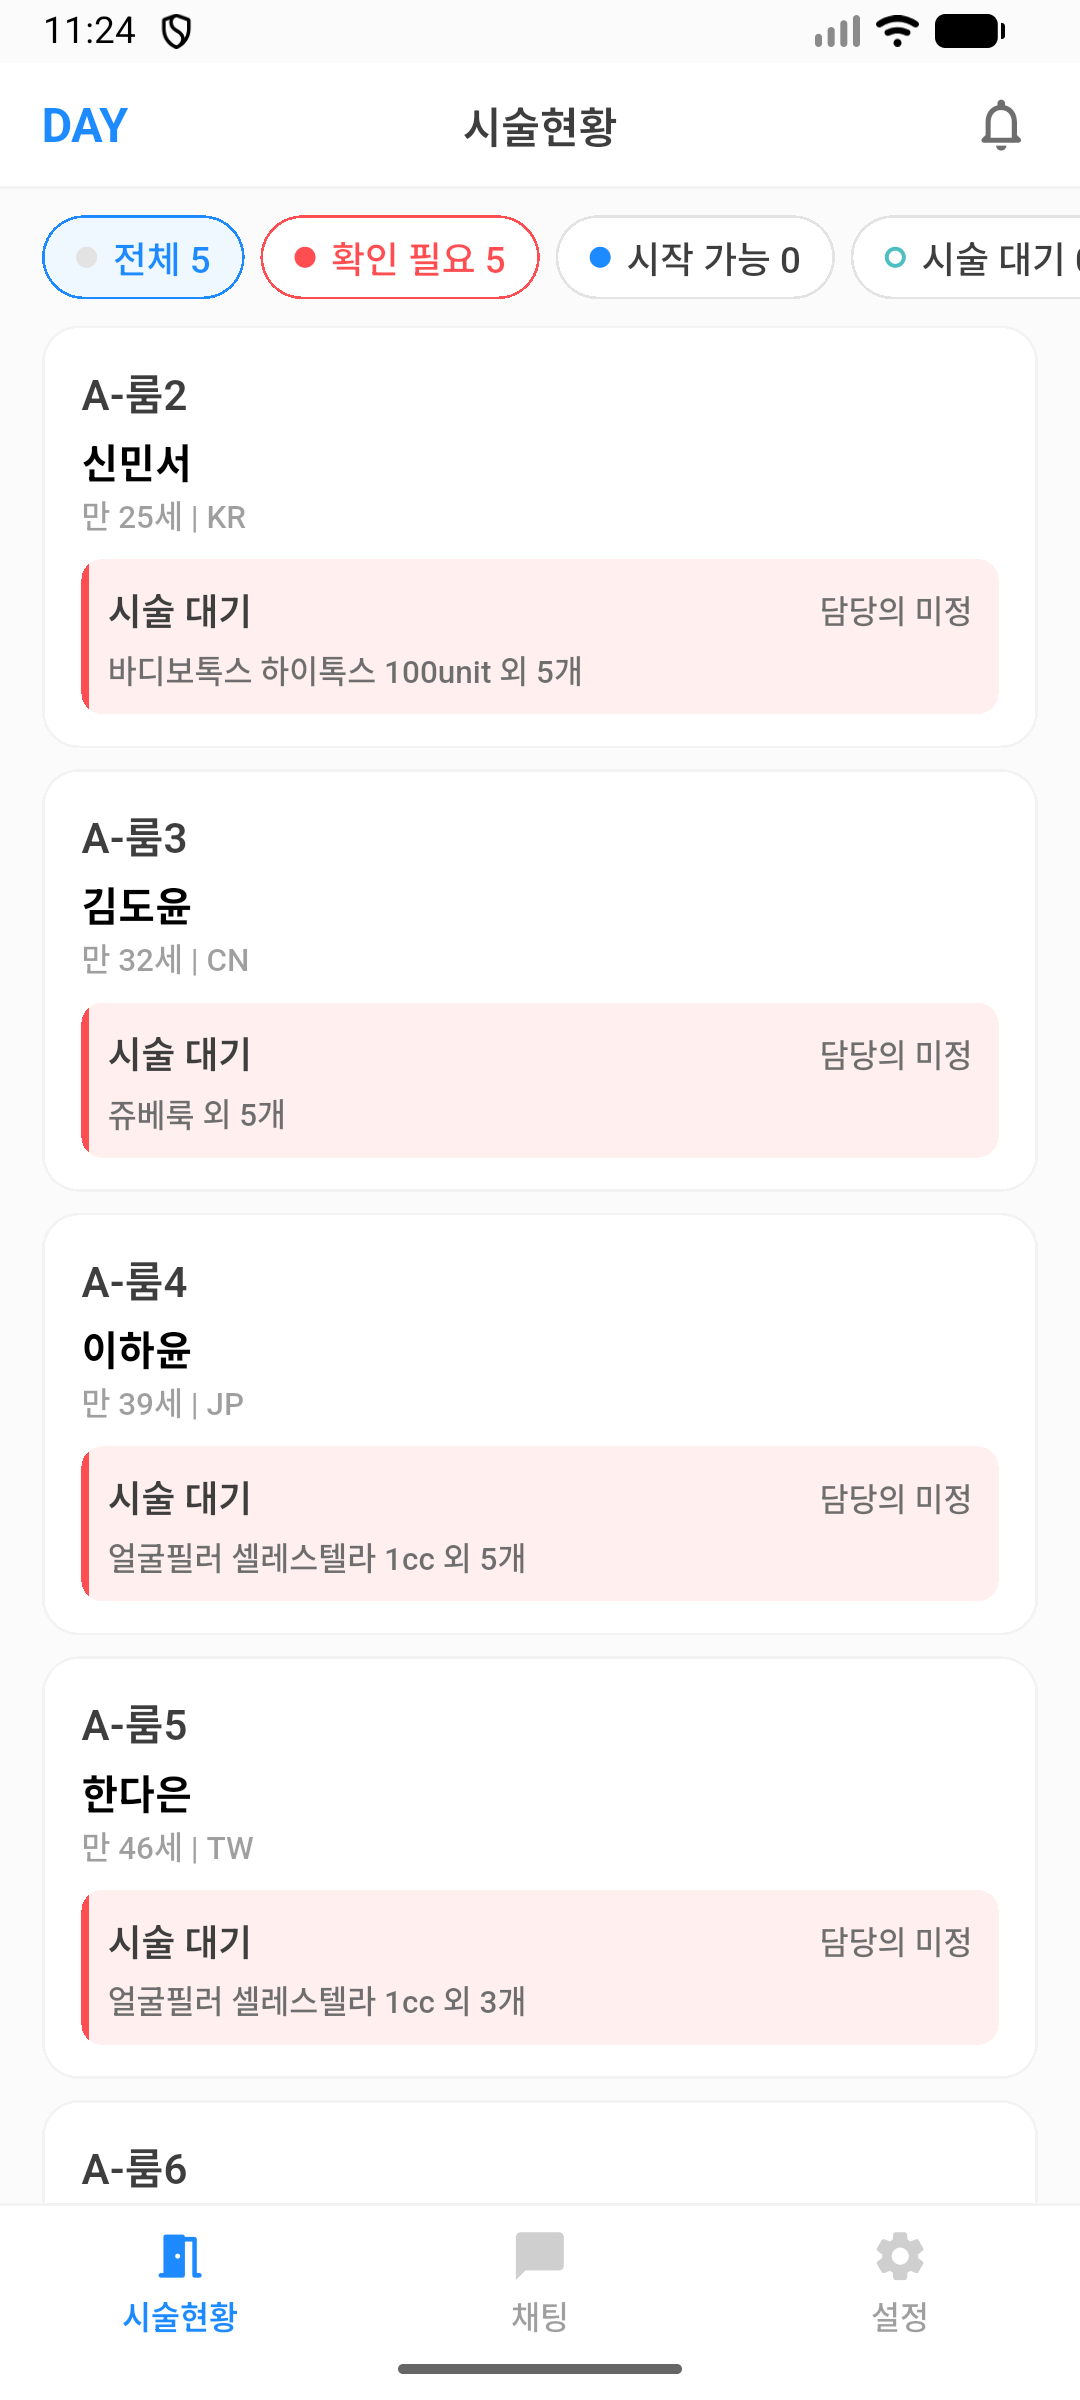 11:24
DAY
시술현황
전체 5
확인 필요 5
시작 가능 0
시술 대기
A-룸2
신민서
만 25세 | KR
시술 대기
담당의 미정
바디보톡스 하이톡스 100unit 외 5개
A-룸3
김도윤
만 32세 | CN
시술 대기
담당의 미정
쥬베룩 외 5개
A-룸4
이하윤
만 39세 | JP
시술 대기
담당의 미정
얼굴필러 셀레스텔라 1cc 외 5개
A-룸5
한다은
만 46세 | TW
시술 대기
담당의 미정
얼굴필러 셀레스텔라 1cc 외 3개
A-룸6
시술현황
채팅
설정